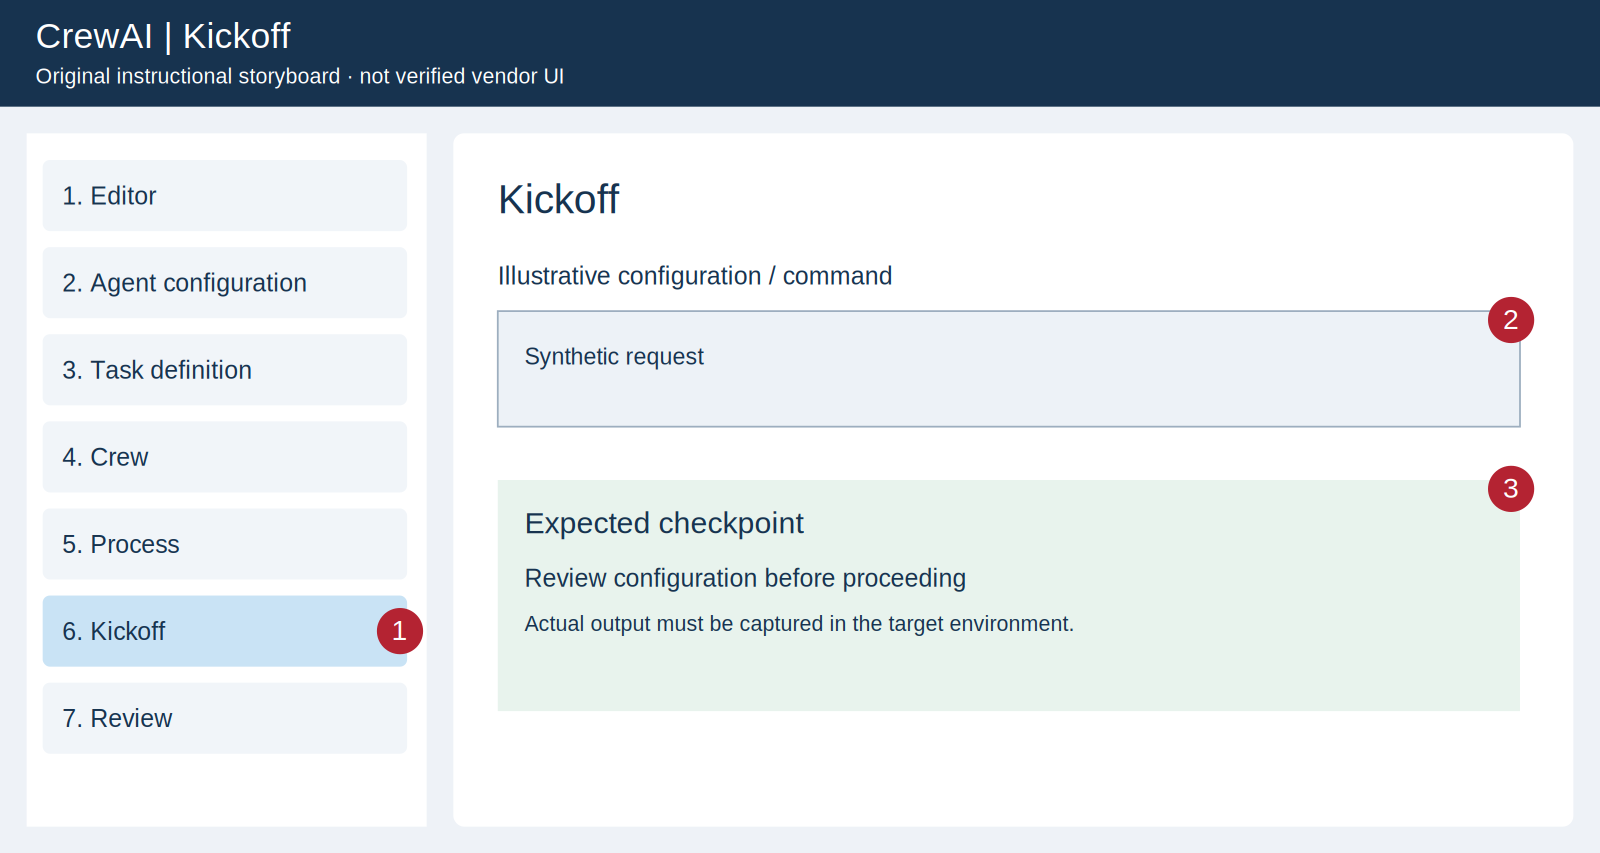 CrewAI | Kickoff
Original instructional storyboard · not verified vendor UI
1. Editor
2. Agent configuration
3. Task definition
4. Crew
5. Process
6. Kickoff
1
7. Review
Kickoff
Illustrative configuration / command
2
Synthetic request
3
Expected checkpoint
Review configuration before proceeding
Actual output must be captured in the target environment.